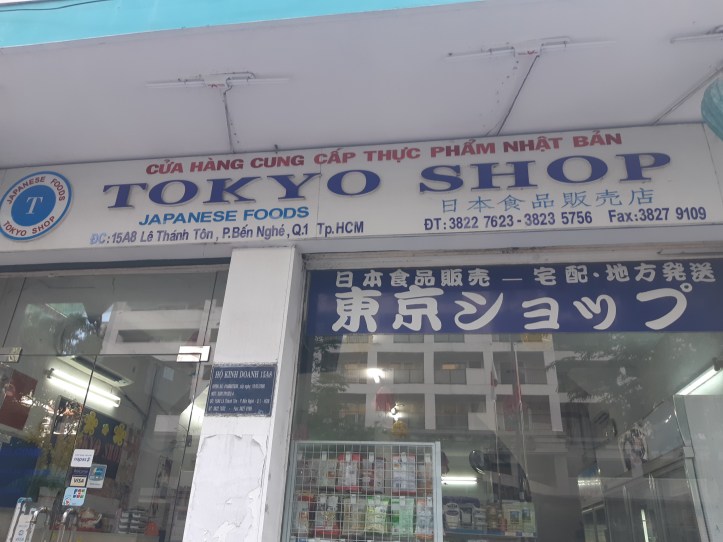 CỬA HÀNG CUNG CẤP THỰC PHẨM NHẬT BẢN
JAPANESE FOODS
T
TOKYO SHOP
TOKYO SHOP
JAPANESE FOODS
日本食品販売店
ĐC:15A8 Lê Thánh Tôn, P.Bến Nghé, Q.1 Tp.HCM
ĐT:3822 7623-3823 5756 Fax:3827 9109
日本食品販売 — 宅配・地方発送
東京ショップ
HỘ KINH DOANH 15A8
VISA
JCB